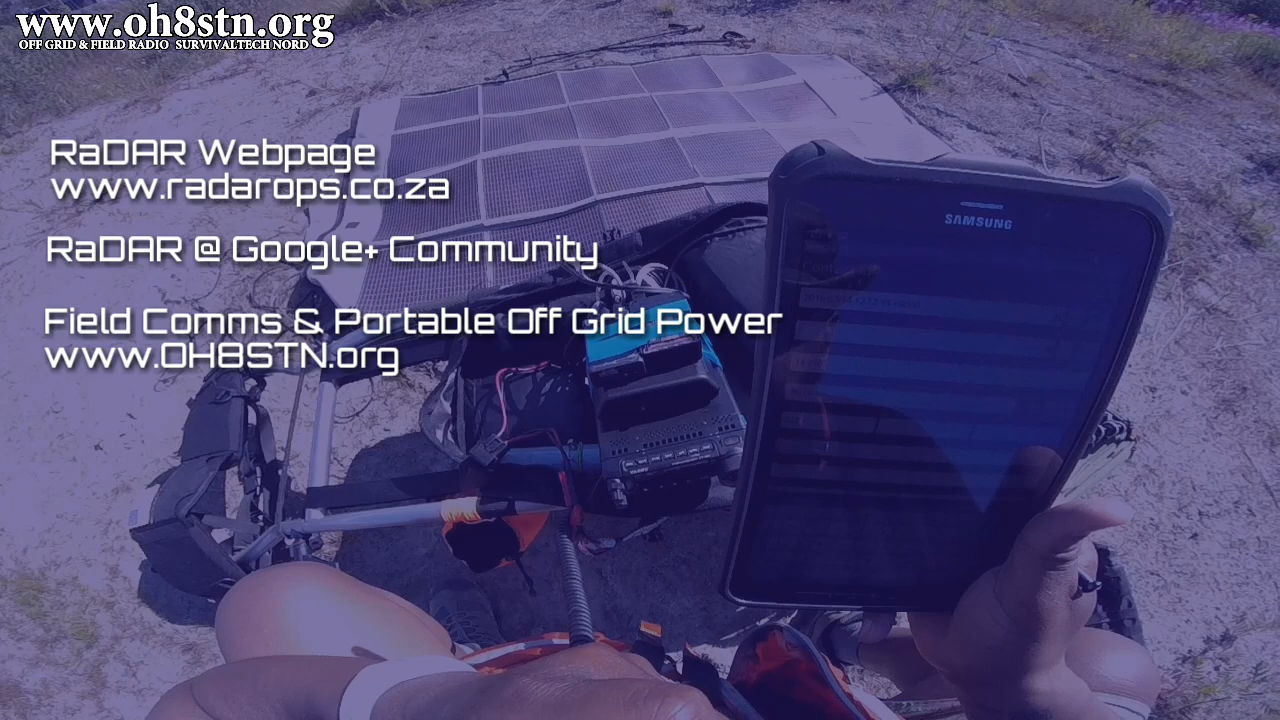 www.oh8stn.org
OFF GRID & FIELD RADIO SURVIVALTECH NORD
RaDAR Webpage
www.radarops.co.za
RaDAR @ Google+ Community
Field Comms & Portable Off Grid Power
www.OH8STN.org
SAMSUNG